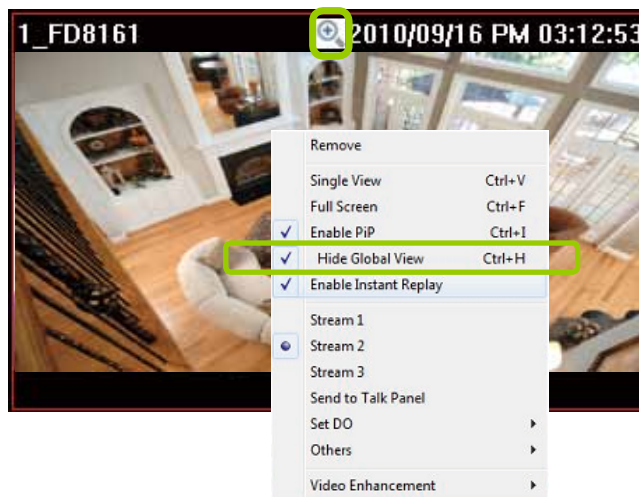 1_FD8161 2010/09/16 PM 03:12:53
Remove
Single View Ctrl+V
Full Screen Ctrl+F
Enable PiP Ctrl+I
Hide Global View Ctrl+H
Enable Instant Replay
Stream 1
Stream 2
Stream 3
Send to Talk Panel
Set DO
Others
Video Enhancement